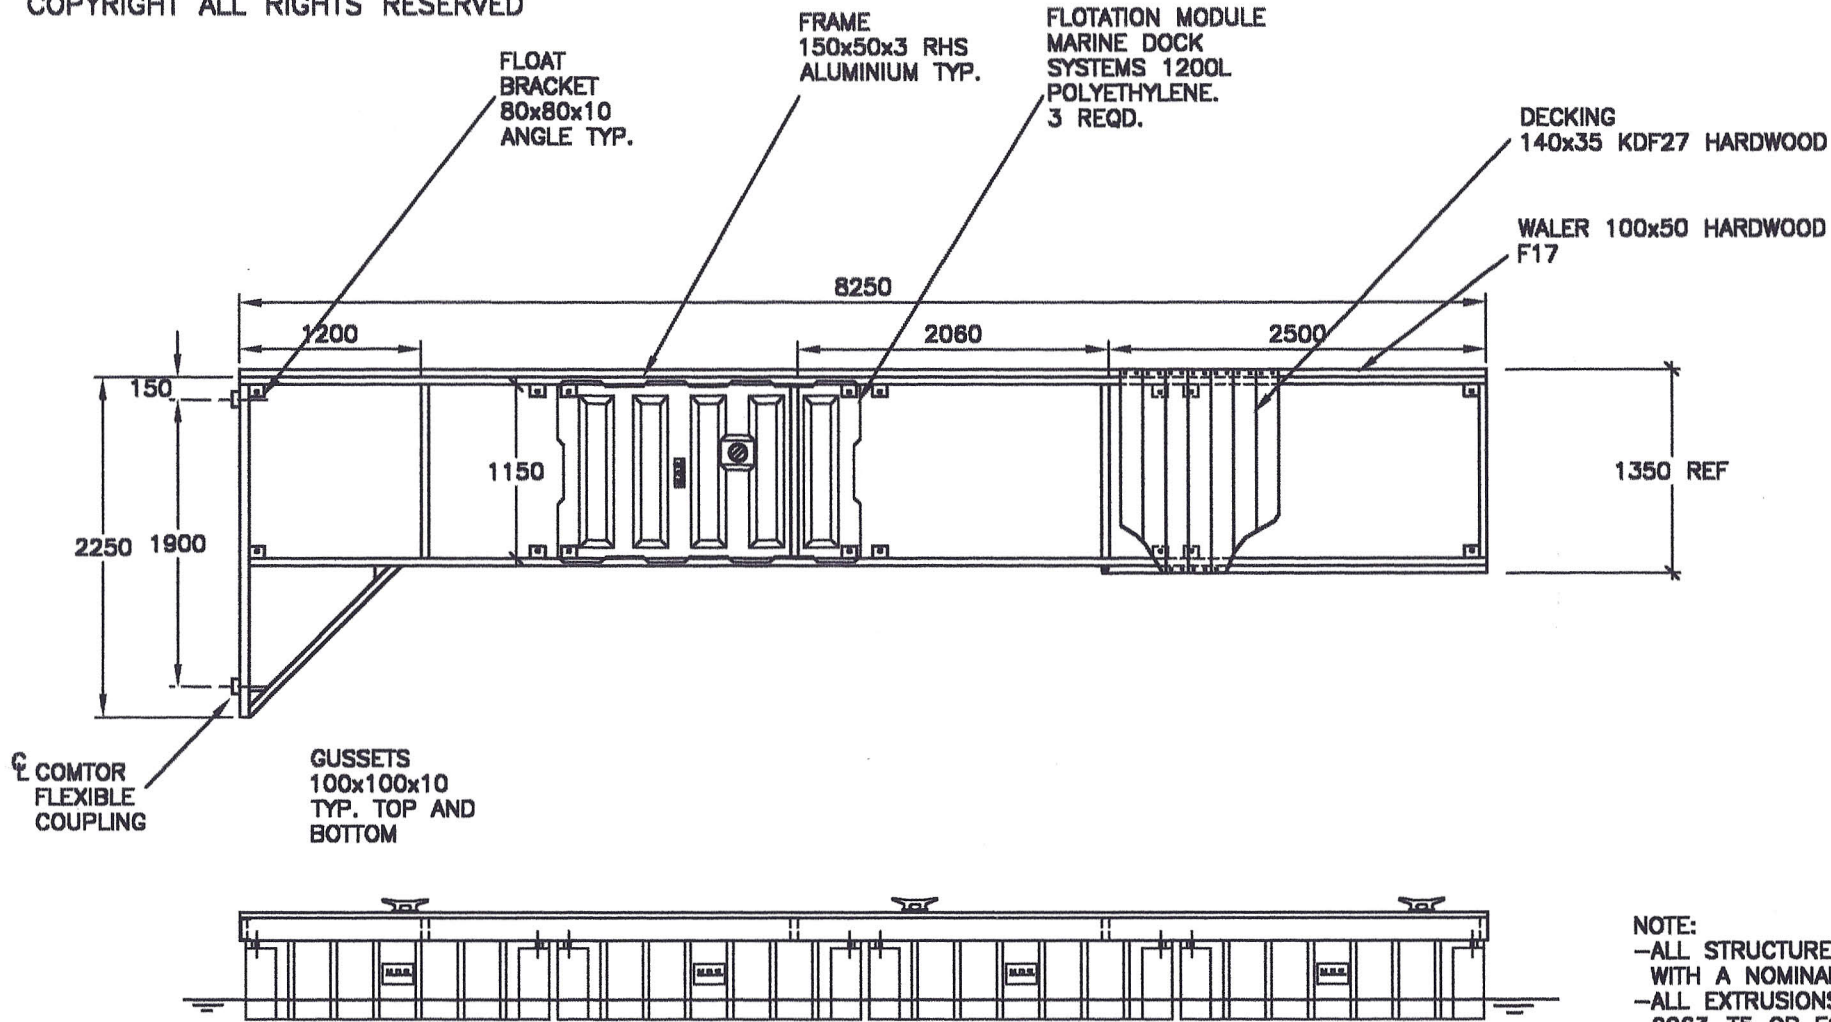 COPYRIGHT ALL RIGHTS RESERVED
FLOAT
BRACKET
80x80x10
ANGLE TYP.
FRAME
150x50x3 RHS
ALUMINIUM TYP.
FLOTATION MODULE
MARINE DOCK
SYSTEMS 1200L
POLYETHYLENE.
3 REQD.
DECKING
140x35 KDF27 HARDWOOD
WALER 100x50 HARDWOOD
F17
8250
1200
2060
2500
150
1150
1350 REF
2250
1900
℄ COMTOR
FLEXIBLE
COUPLING
GUSSETS
100x100x10
TYP. TOP AND
BOTTOM
M.D.S.
M.D.S.
M.D.S.
M.D.S.
NOTE:
-ALL STRUCTURE
WITH A NOMINA
-ALL EXTRUSIONS